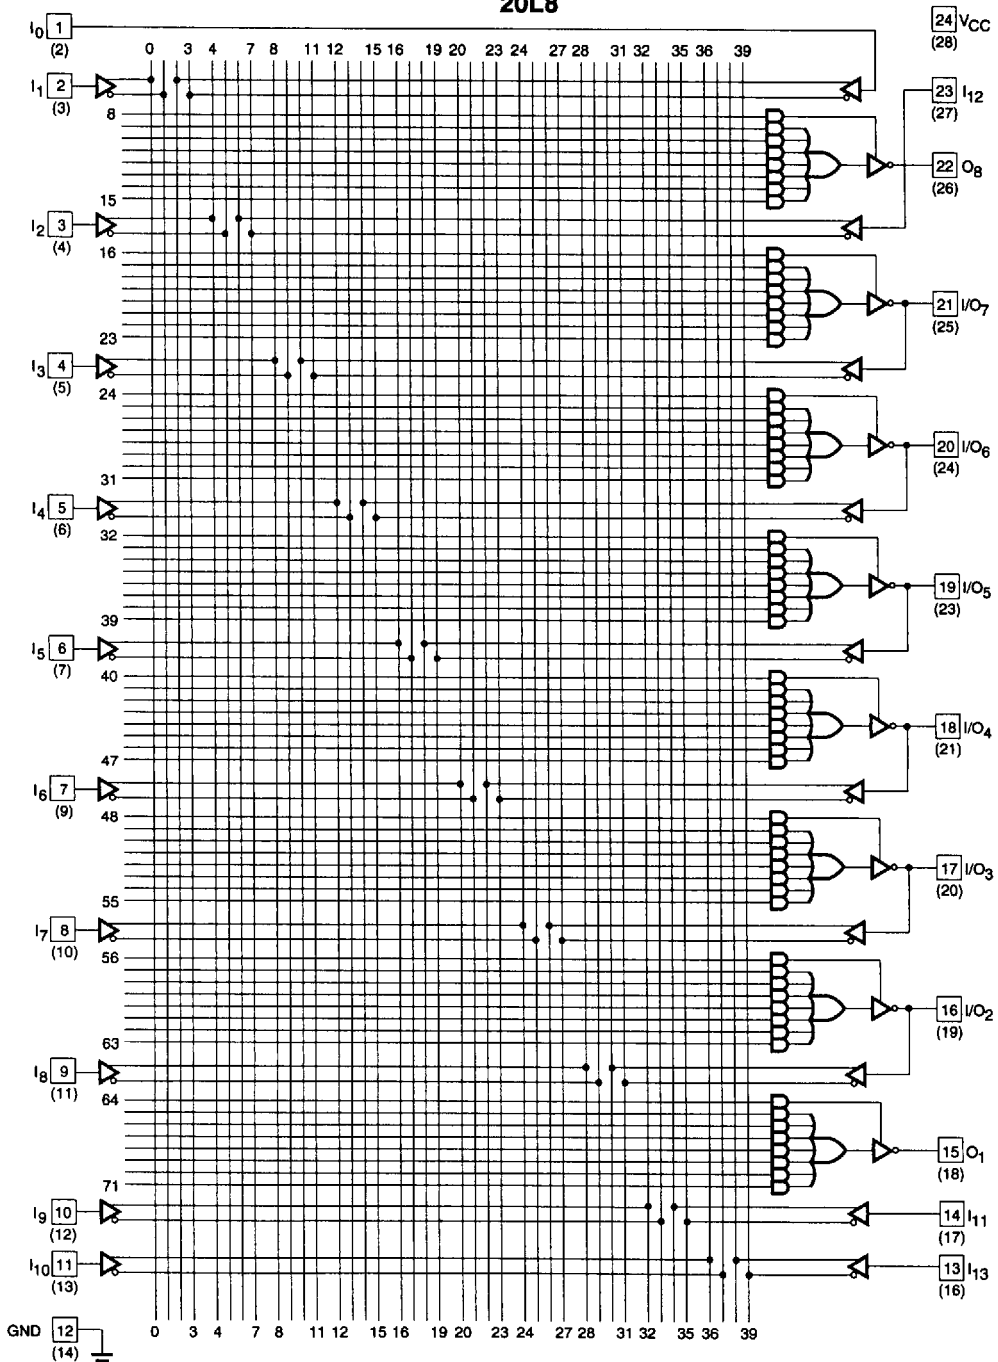 20L8
I0 1 24 VCC
(2) (28)
0 3 4 7 8 11 12 15 16 19 20 23 24 27 28 31 32 35 36 39
I1 2 23 I12
(3) (27)
8
22 O8
(26)
15
I2 3
(4)
16
21 I/O7
(25)
23
I3 4
(5)
24
20 I/O6
(24)
31
I4 5
(6)
32
19 I/O5
(23)
39
I5 6
(7)
40
18 I/O4
(21)
47
I6 7
(9)
48
17 I/O3
(20)
55
I7 8
(10)
56
16 I/O2
(19)
63
I8 9
(11)
64
15 O1
(18)
71
I9 10 14 I11
(12) (17)
I10 11 13 I13
(13) (16)
GND 12
(14)
0 3 4 7 8 11 12 15 16 19 20 23 24 27 28 31 32 35 36 39